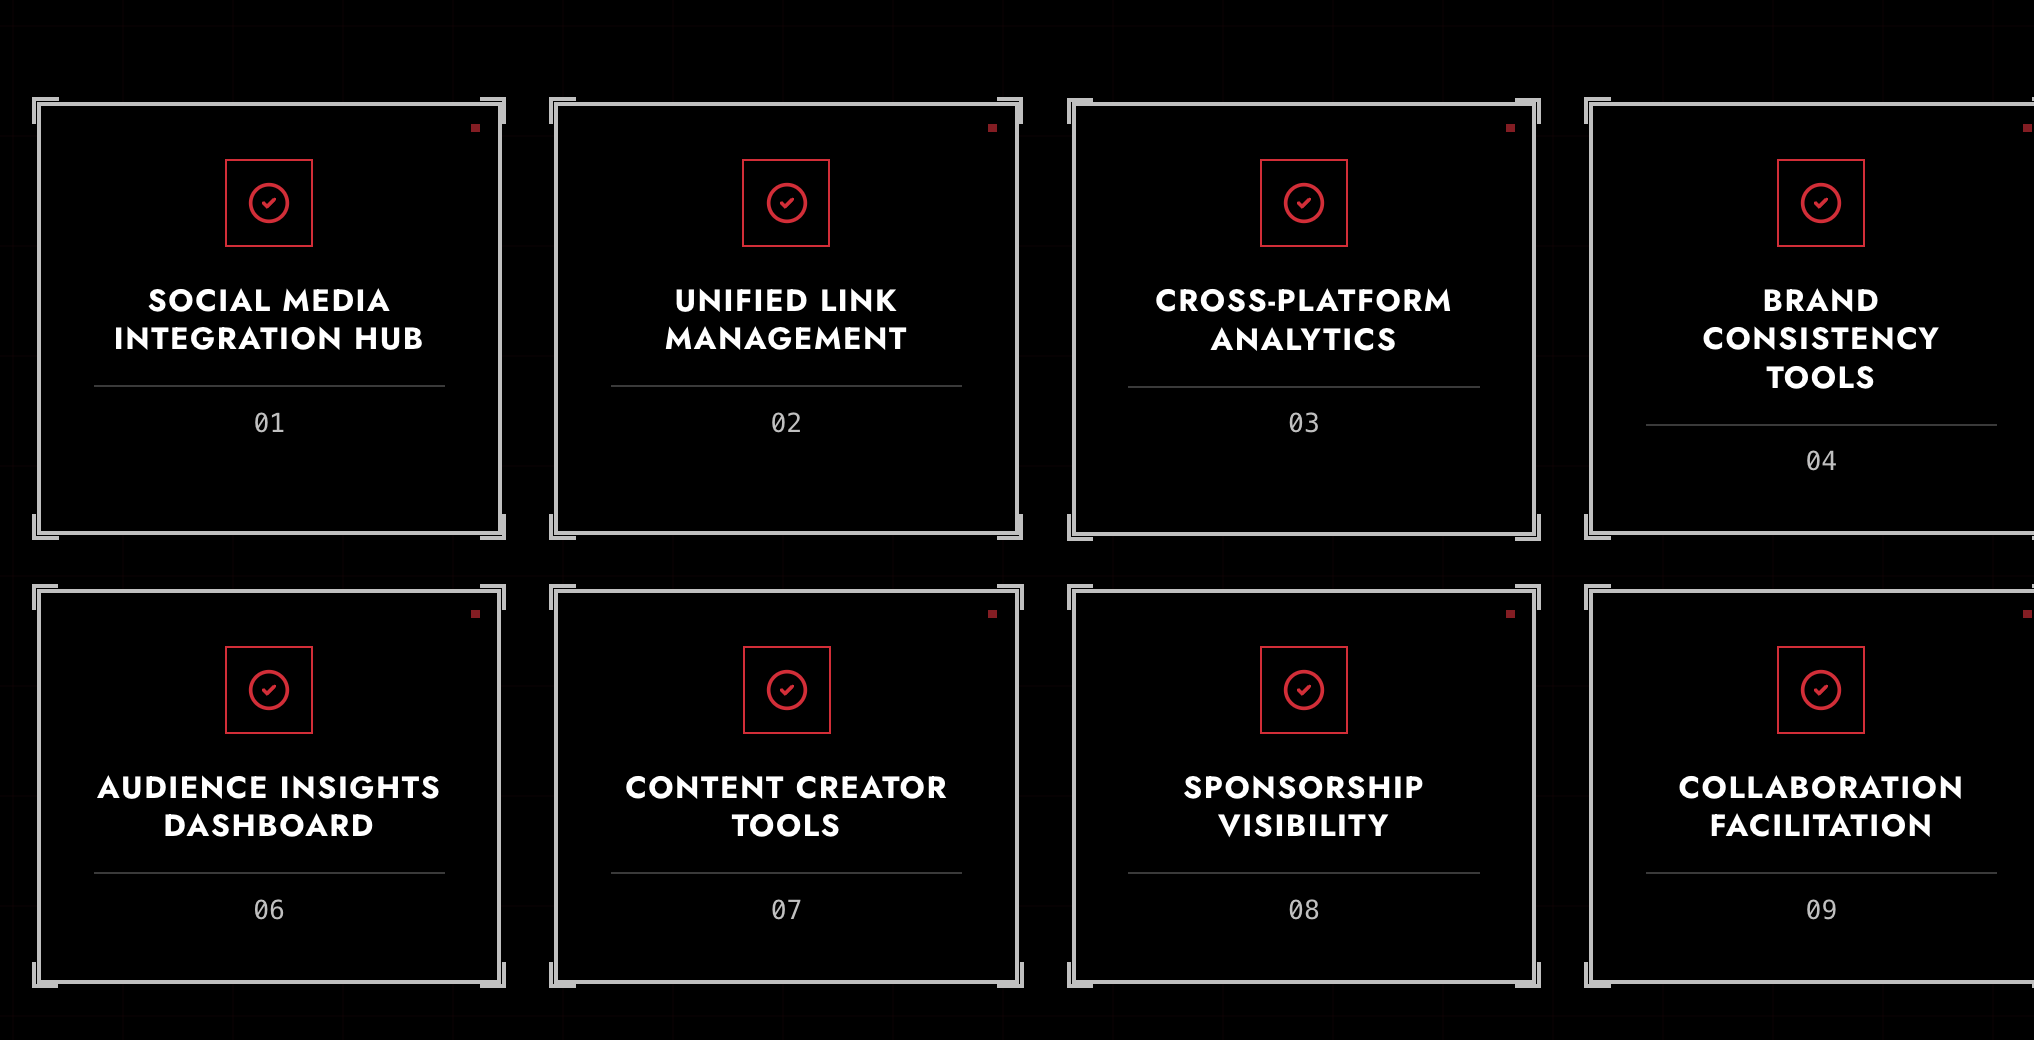 SOCIAL MEDIA
INTEGRATION HUB
01
UNIFIED LINK
MANAGEMENT
02
CROSS-PLATFORM
ANALYTICS
03
BRAND
CONSISTENCY
TOOLS
04
AUDIENCE INSIGHTS
DASHBOARD
06
CONTENT CREATOR
TOOLS
07
SPONSORSHIP
VISIBILITY
08
COLLABORATION
FACILITATION
09